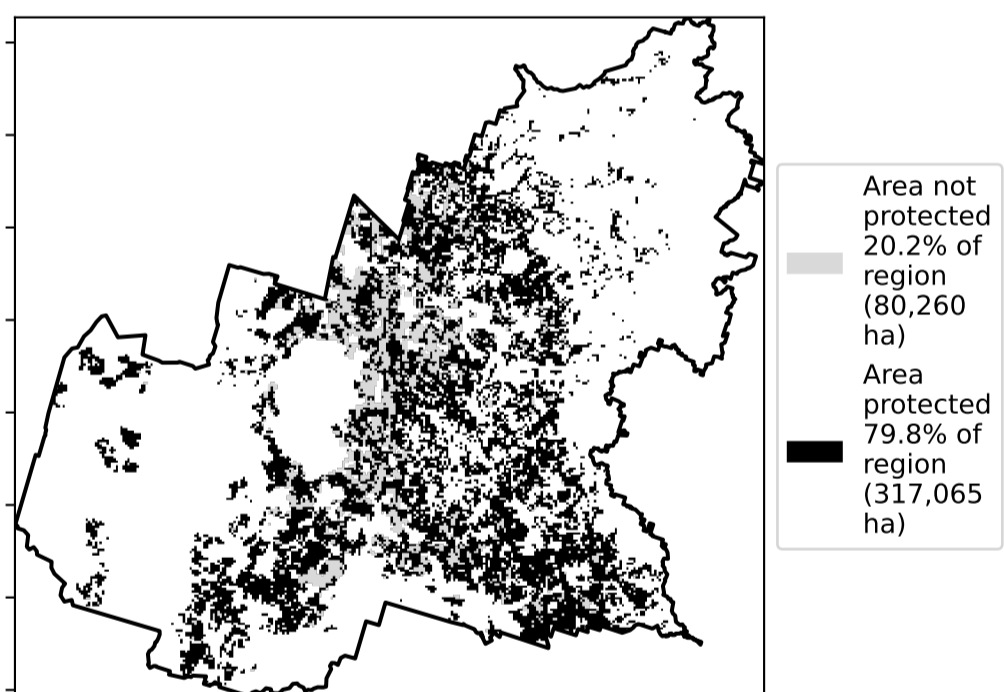 Area not
protected
20.2% of
region
(80,260
ha)
Area
protected
79.8% of
region
(317,065
ha)